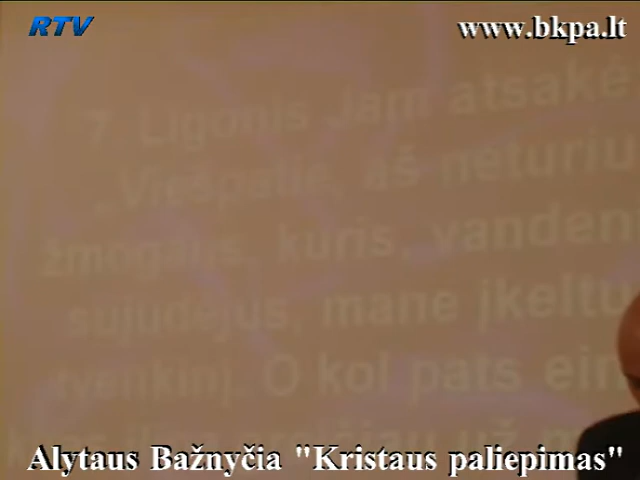 RTV
www.bkpa.lt
7. Ligonis Jam atsakė
„Viešpatie, aš neturiu
žmogaus, kuris, vandeni
sujudėjus, mane įkeltų
tvenkinį. O kol pats ein
Alytaus Bažnyčia "Kristaus paliepimas"